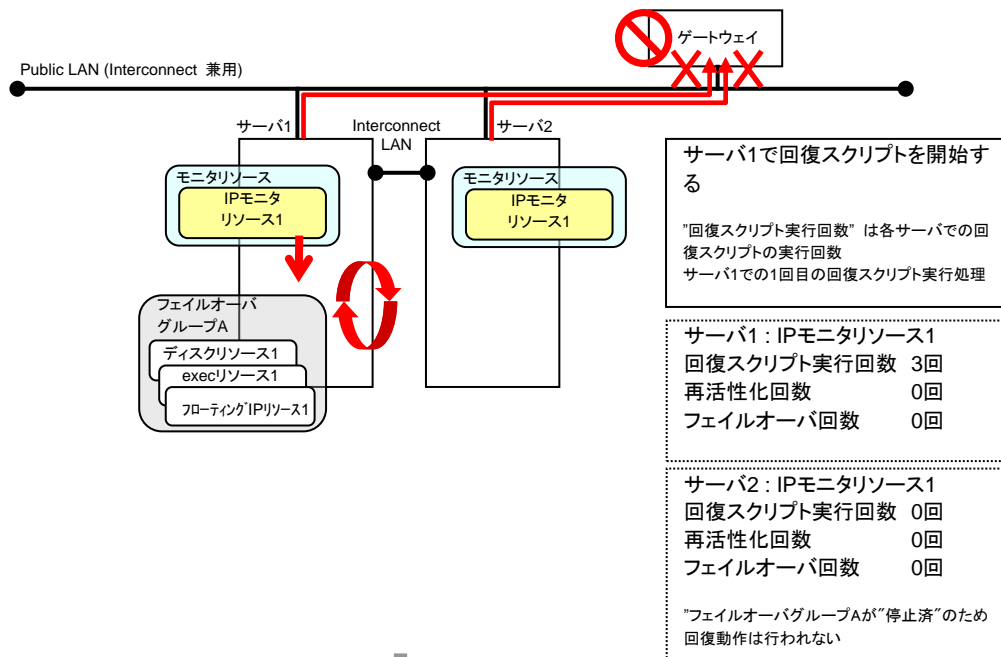 ゲートウェイ
Public LAN (Interconnect 兼用)
サーバ1
Interconnect
LAN
サーバ2
モニタリソース
IPモニタ
リソース1
モニタリソース
IPモニタ
リソース1
フェイルオーバ
グループA
ディスクリソース1
execリソース1
フローティングIPリソース1
サーバ1で回復スクリプトを開始す
る
"回復スクリプト実行回数" は各サーバでの回
復スクリプトの実行回数
サーバ1での1回目の回復スクリプト実行処理
サーバ1 : IPモニタリソース1
回復スクリプト実行回数 3回
再活性化回数 0回
フェイルオーバ回数 0回
サーバ2 : IPモニタリソース1
回復スクリプト実行回数 0回
再活性化回数 0回
フェイルオーバ回数 0回
"フェイルオーバグループAが"停止済"のため
回復動作は行われない